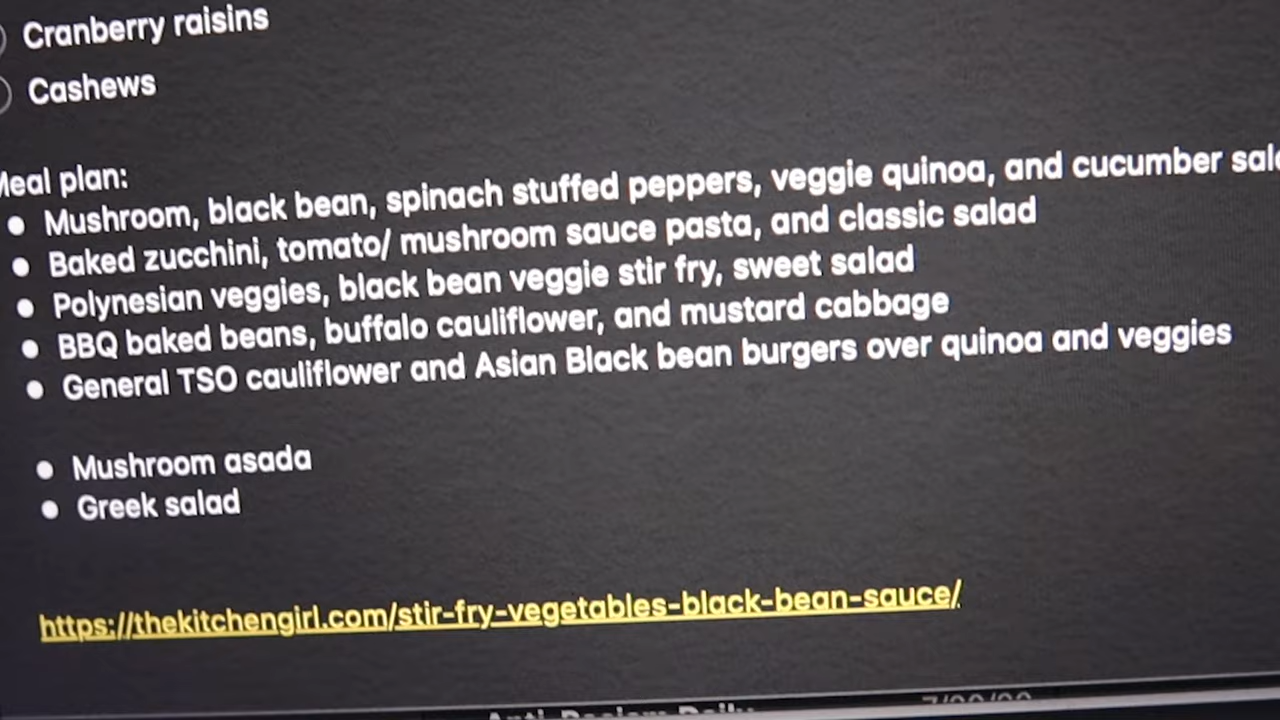 Cranberry raisins
Cashews
Meal plan:
Mushroom, black bean, spinach stuffed peppers, veggie quinoa, and cucumber
Baked zucchini, tomato/ mushroom sauce pasta, and classic salad
Polynesian veggies, black bean veggie stir fry, sweet salad
BBQ baked beans, buffalo cauliflower, and mustard cabbage
General TSO cauliflower and Asian Black bean burgers over quinoa and veggies
Mushroom asada
Greek salad
https://thekitchengirl.com/stir-fry-vegetables-black-bean-sauce/